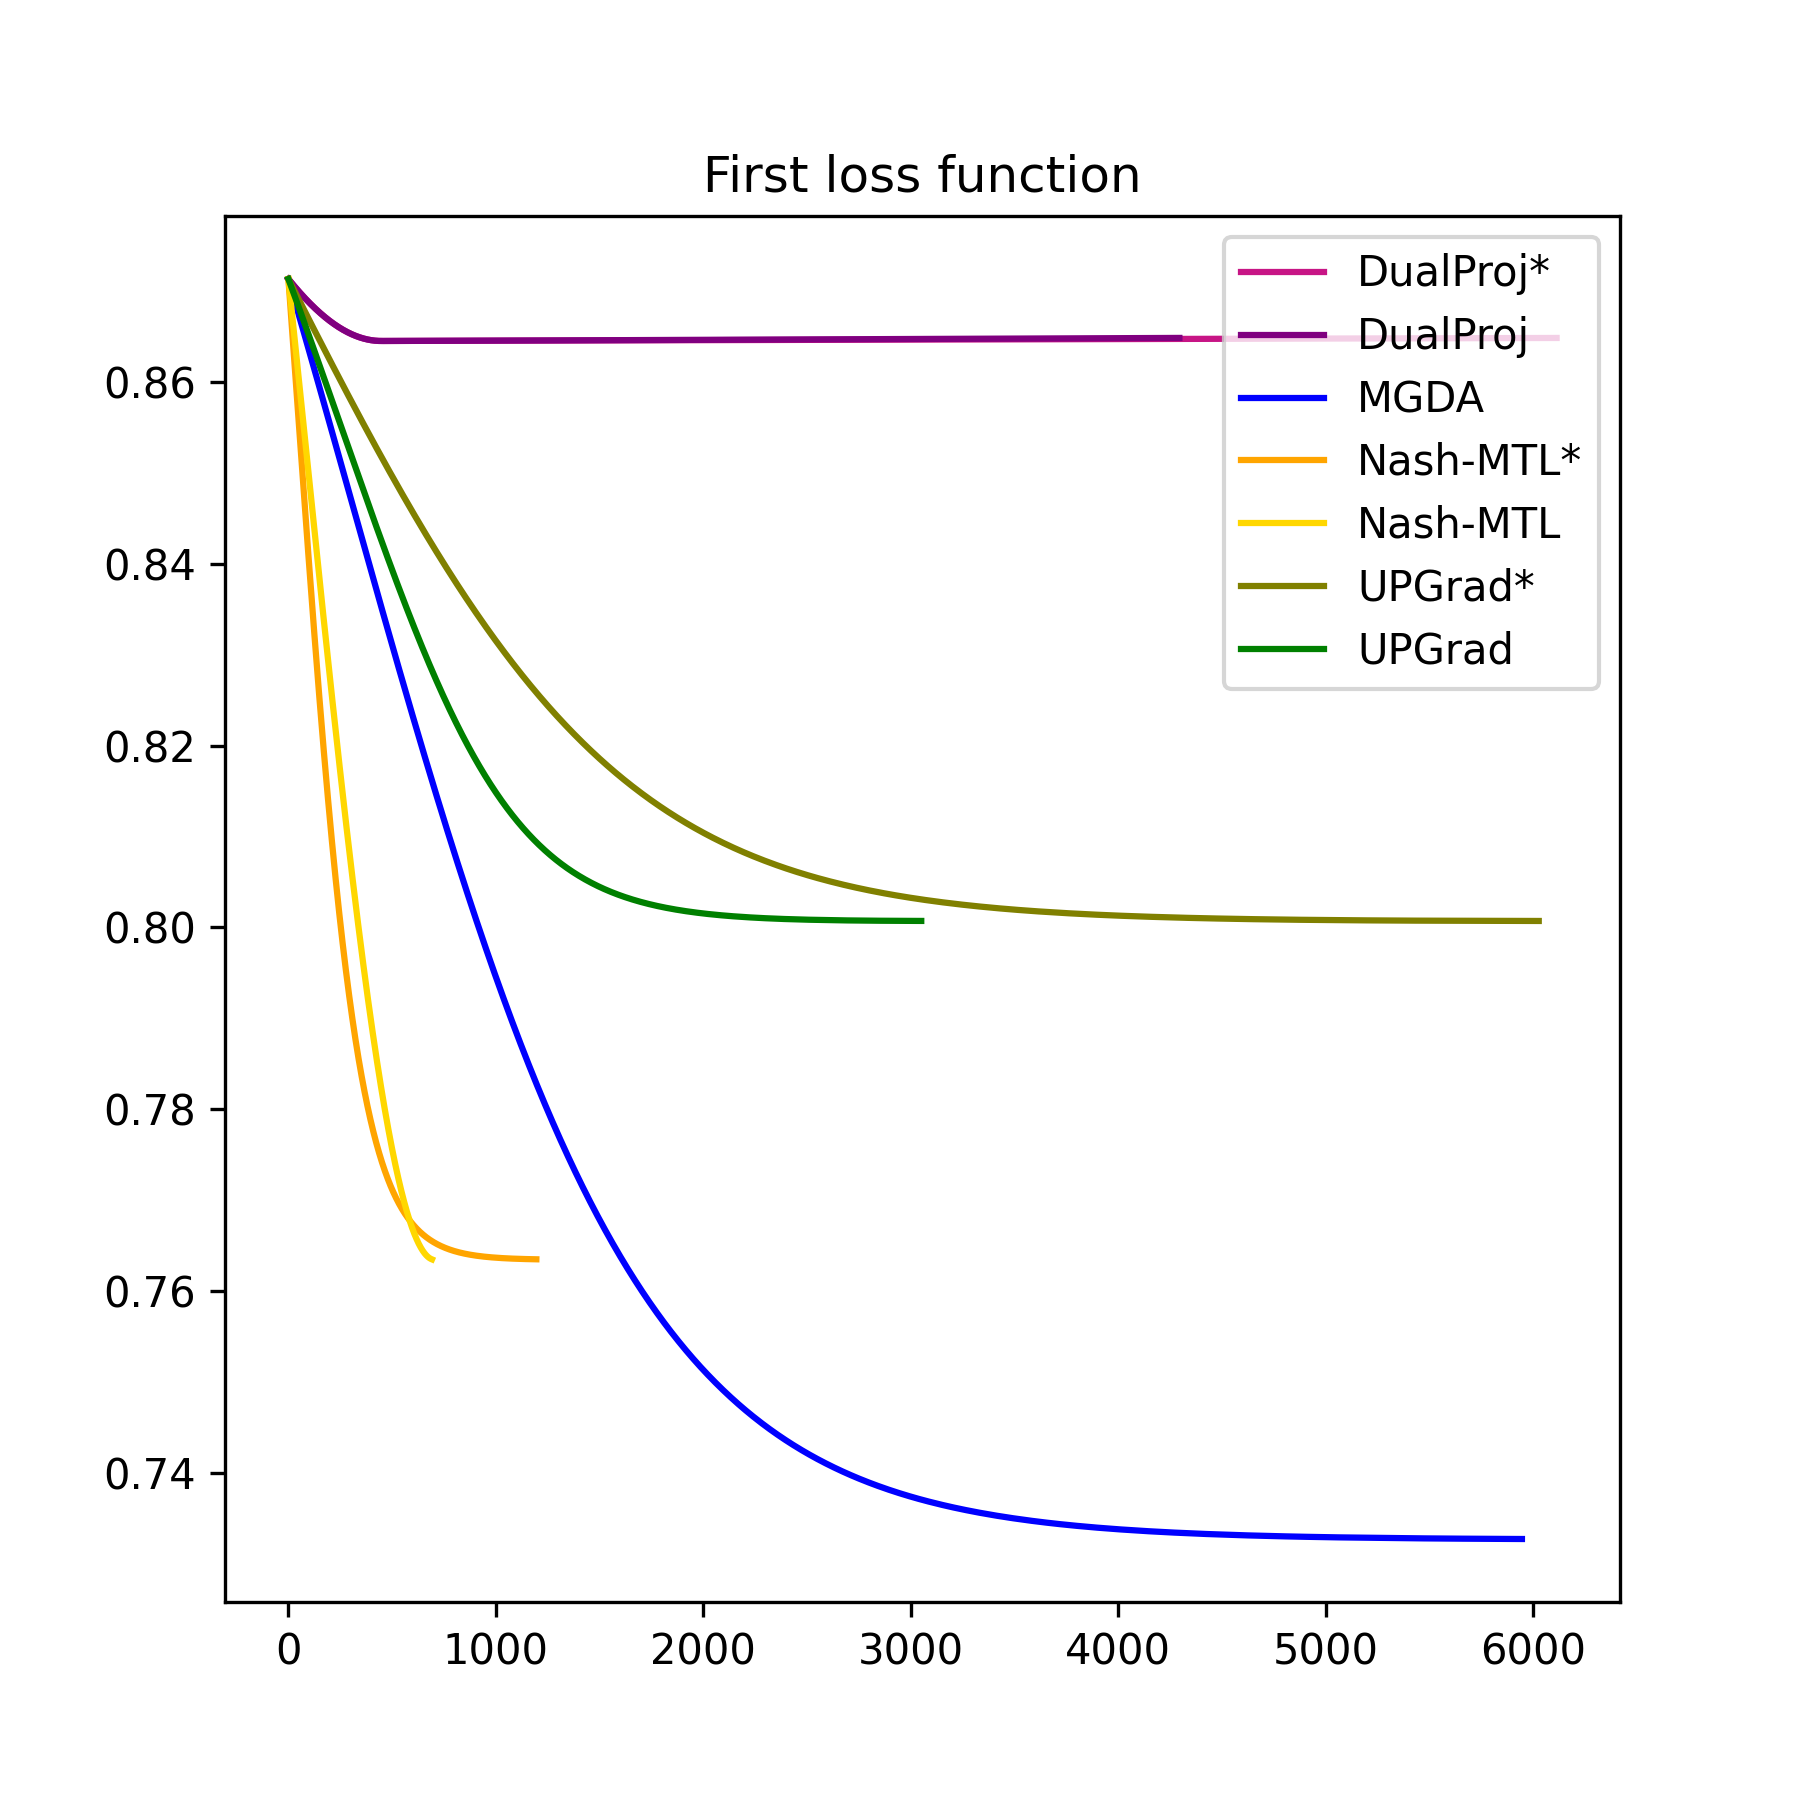 First loss function
DualProj*
DualProj
MGDA
Nash-MTL*
Nash-MTL
UPGrad*
UPGrad
0.86
0.84
0.82
0.80
0.78
0.76
0.74
0 1000 2000 3000 4000 5000 6000